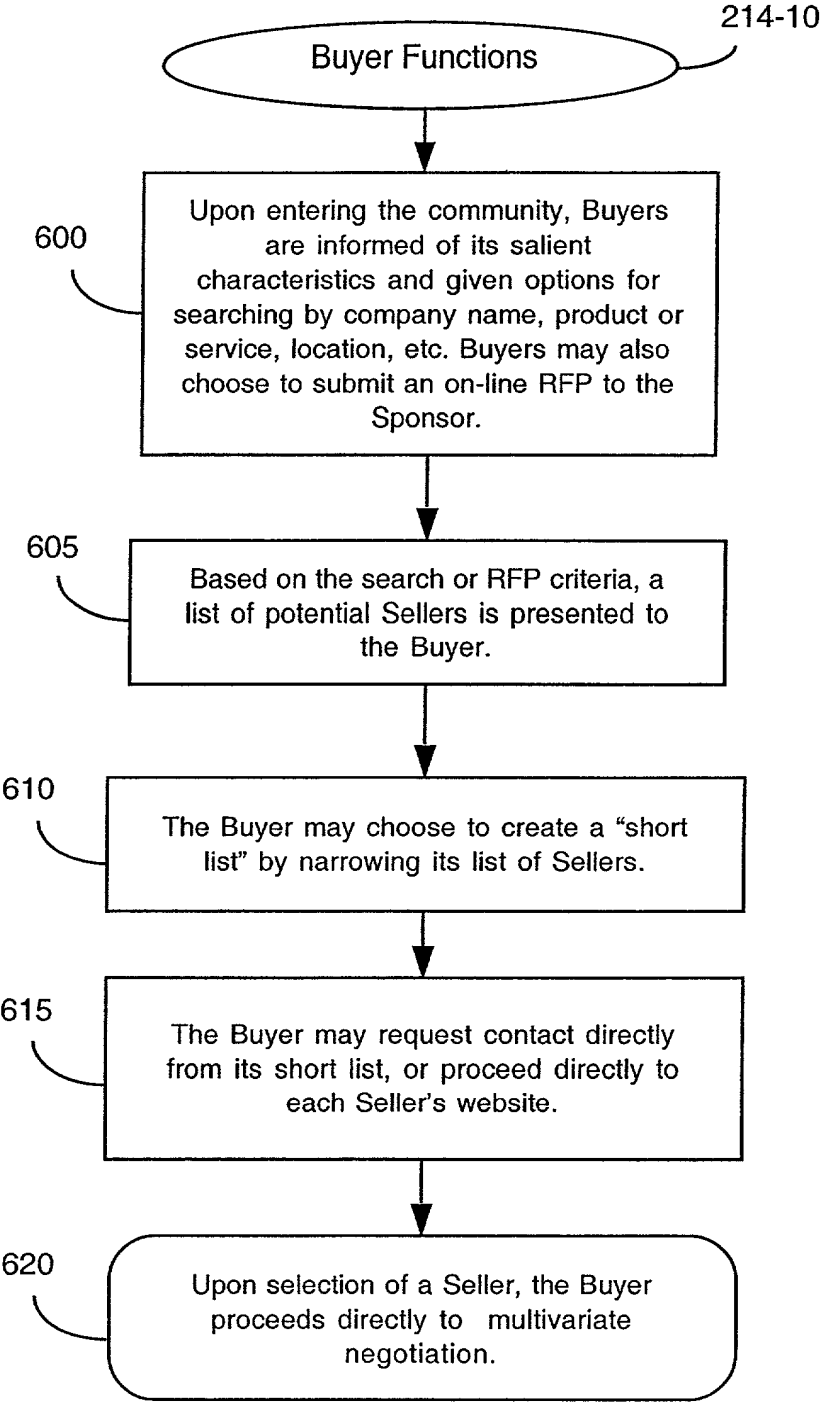 214-10
Buyer Functions
600
Upon entering the community, Buyers
are informed of its salient
characteristics and given options for
searching by company name, product or
service, location, etc. Buyers may also
choose to submit an on-line RFP to the
Sponsor.
605
Based on the search or RFP criteria, a
list of potential Sellers is presented to
the Buyer.
610
The Buyer may choose to create a “short
list” by narrowing its list of Sellers.
615
The Buyer may request contact directly
from its short list, or proceed directly to
each Seller’s website.
620
Upon selection of a Seller, the Buyer
proceeds directly to multivariate
negotiation.